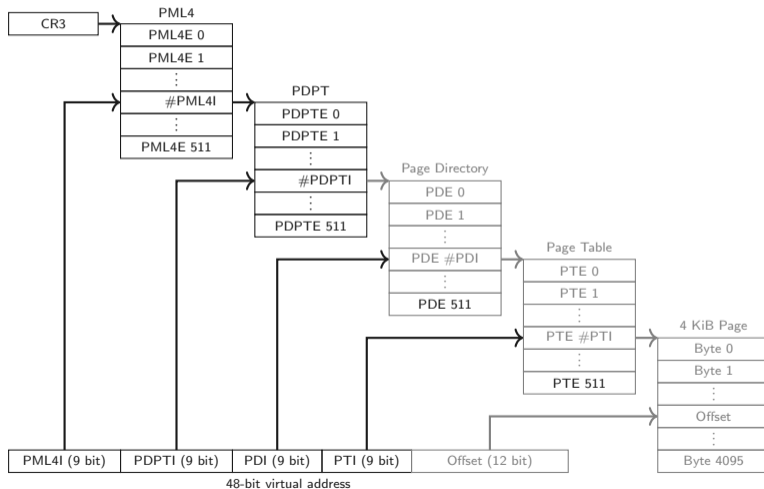 CR3
PML4
PML4E 0
PML4E 1
⋮
#PML4I
⋮
PML4E 511
PDPT
PDPTE 0
PDPTE 1
⋮
#PDPTI
⋮
PDPTE 511
Page Directory
PDE 0
PDE 1
⋮
PDE #PDI
⋮
PDE 511
Page Table
PTE 0
PTE 1
⋮
PTE #PTI
⋮
PTE 511
4 KiB Page
Byte 0
Byte 1
⋮
Offset
⋮
Byte 4095
PML4I (9 bit) PDPTI (9 bit) PDI (9 bit) PTI (9 bit) Offset (12 bit)
48-bit virtual address